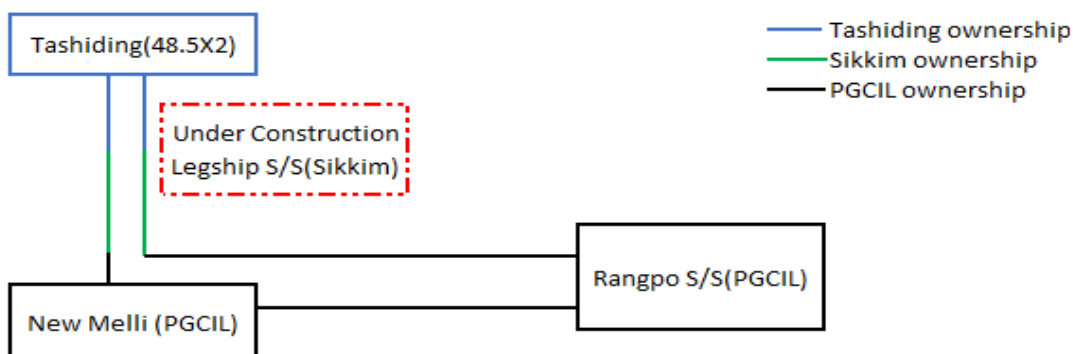 Tashiding(48.5X2)
Tashiding ownership
Sikkim ownership
PGCIL ownership
Under Construction
Legship S/S(Sikkim)
Rangpo S/S(PGCIL)
New Melli (PGCIL)